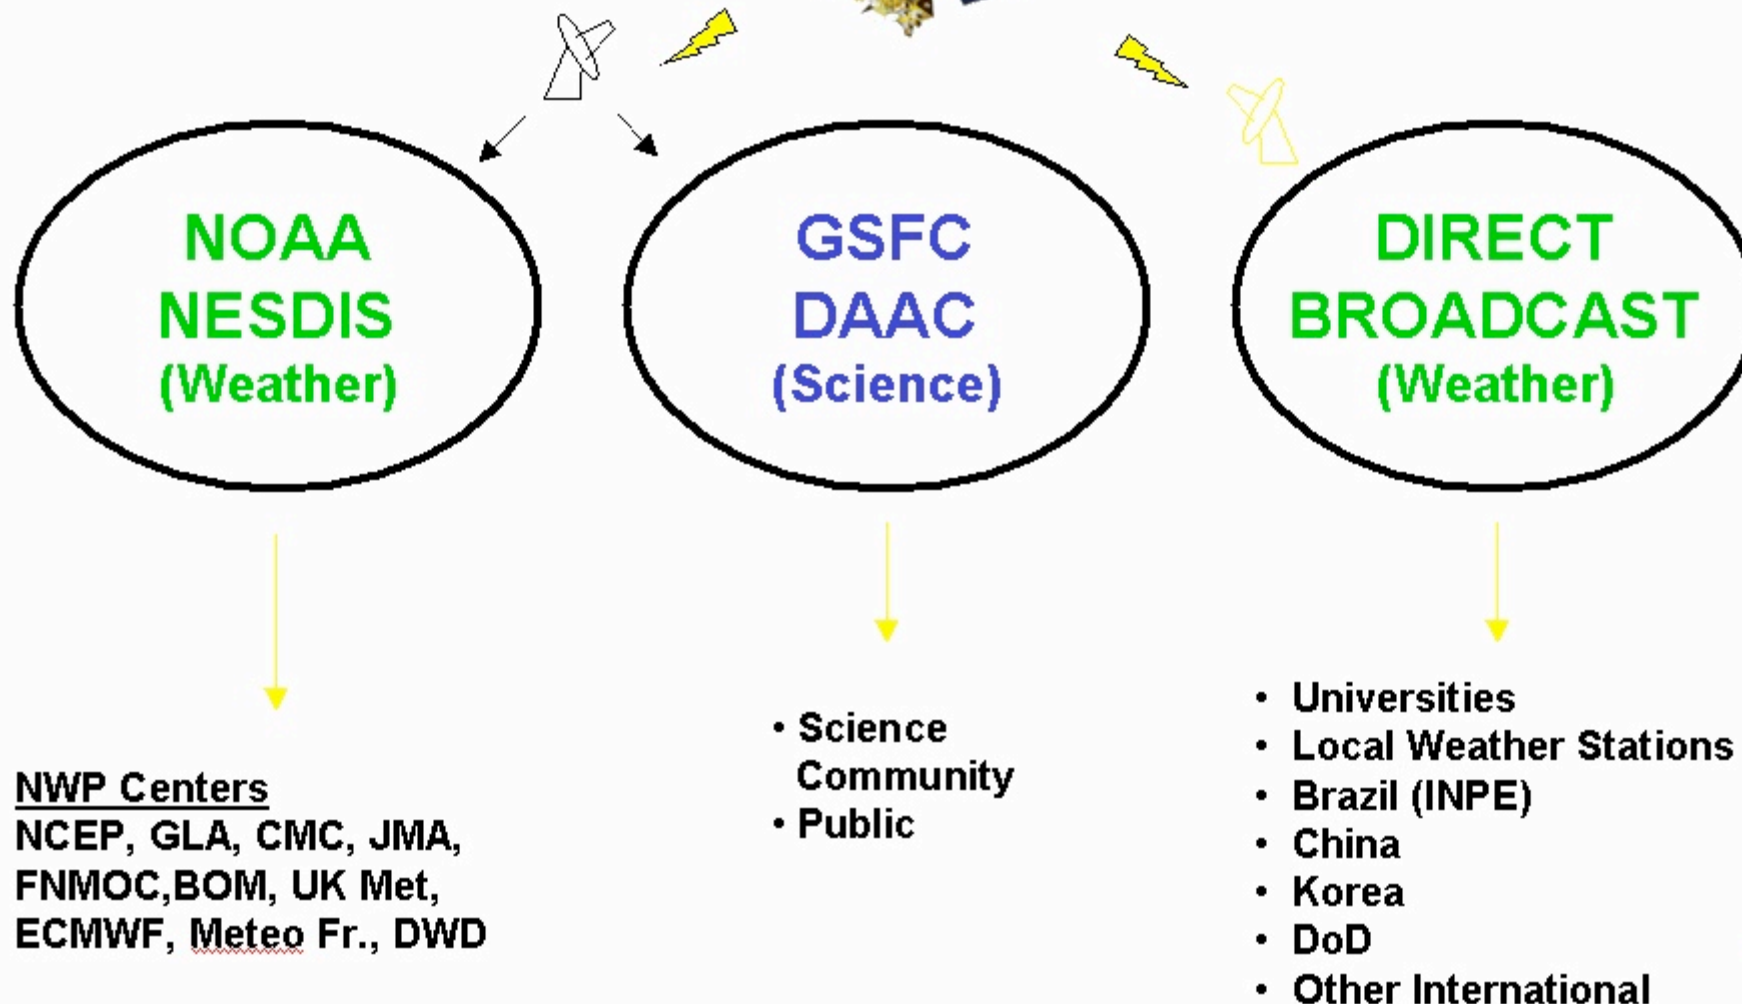 NOAA
NESDIS
(Weather)
GSFC
DAAC
(Science)
DIRECT
BROADCAST
(Weather)
NWP Centers
NCEP, GLA, CMC, JMA,
FNMOC,BOM, UK Met,
ECMWF, Meteo Fr., DWD
• Science
Community
• Public
• Universities
• Local Weather Stations
• Brazil (INPE)
• China
• Korea
• DoD
• Other International